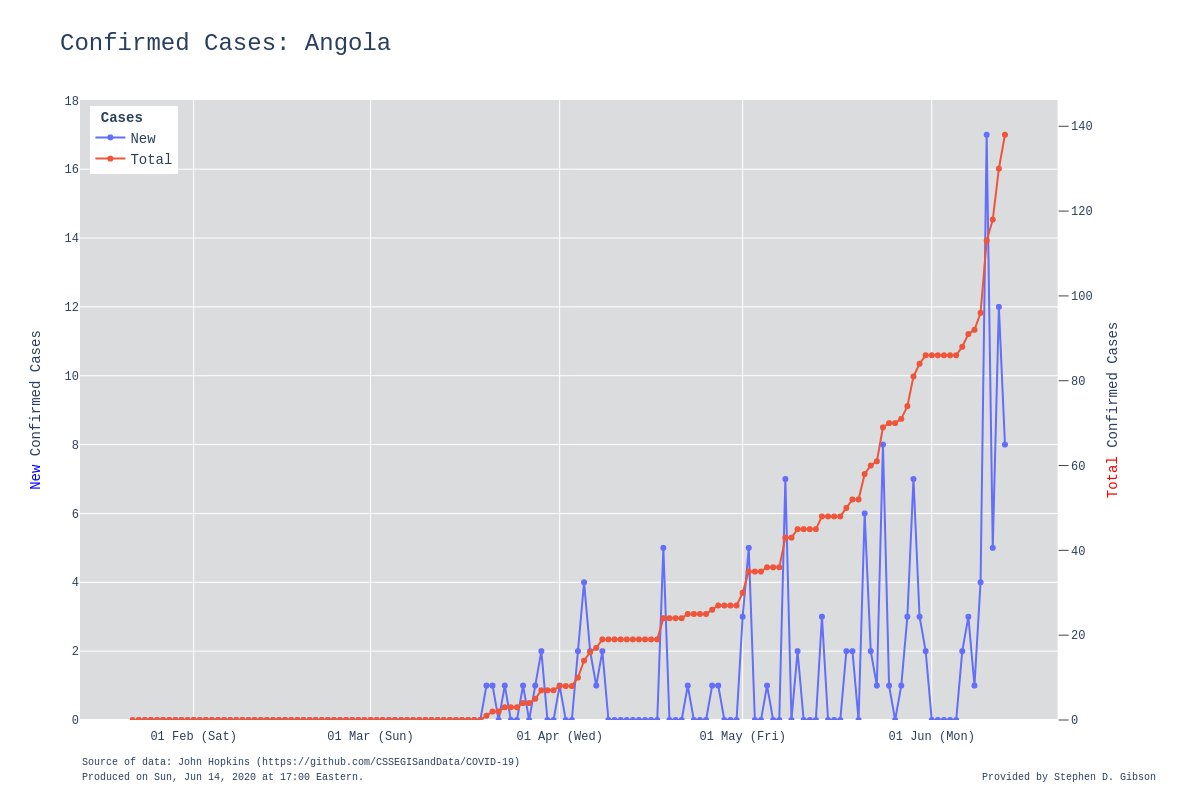 Confirmed Cases: Angola
Cases
New
Total
18
16
14
12
10
8
6
4
2
0
140
120
100
80
60
40
20
0
New Confirmed Cases
Total Confirmed Cases
01 Feb (Sat)
01 Mar (Sun)
01 Apr (Wed)
01 May (Fri)
01 Jun (Mon)
Source of data: John Hopkins (https://github.com/CSSEGISandData/COVID-19)
Produced on Sun, Jun 14, 2020 at 17:00 Eastern.
Provided by Stephen D. Gibson